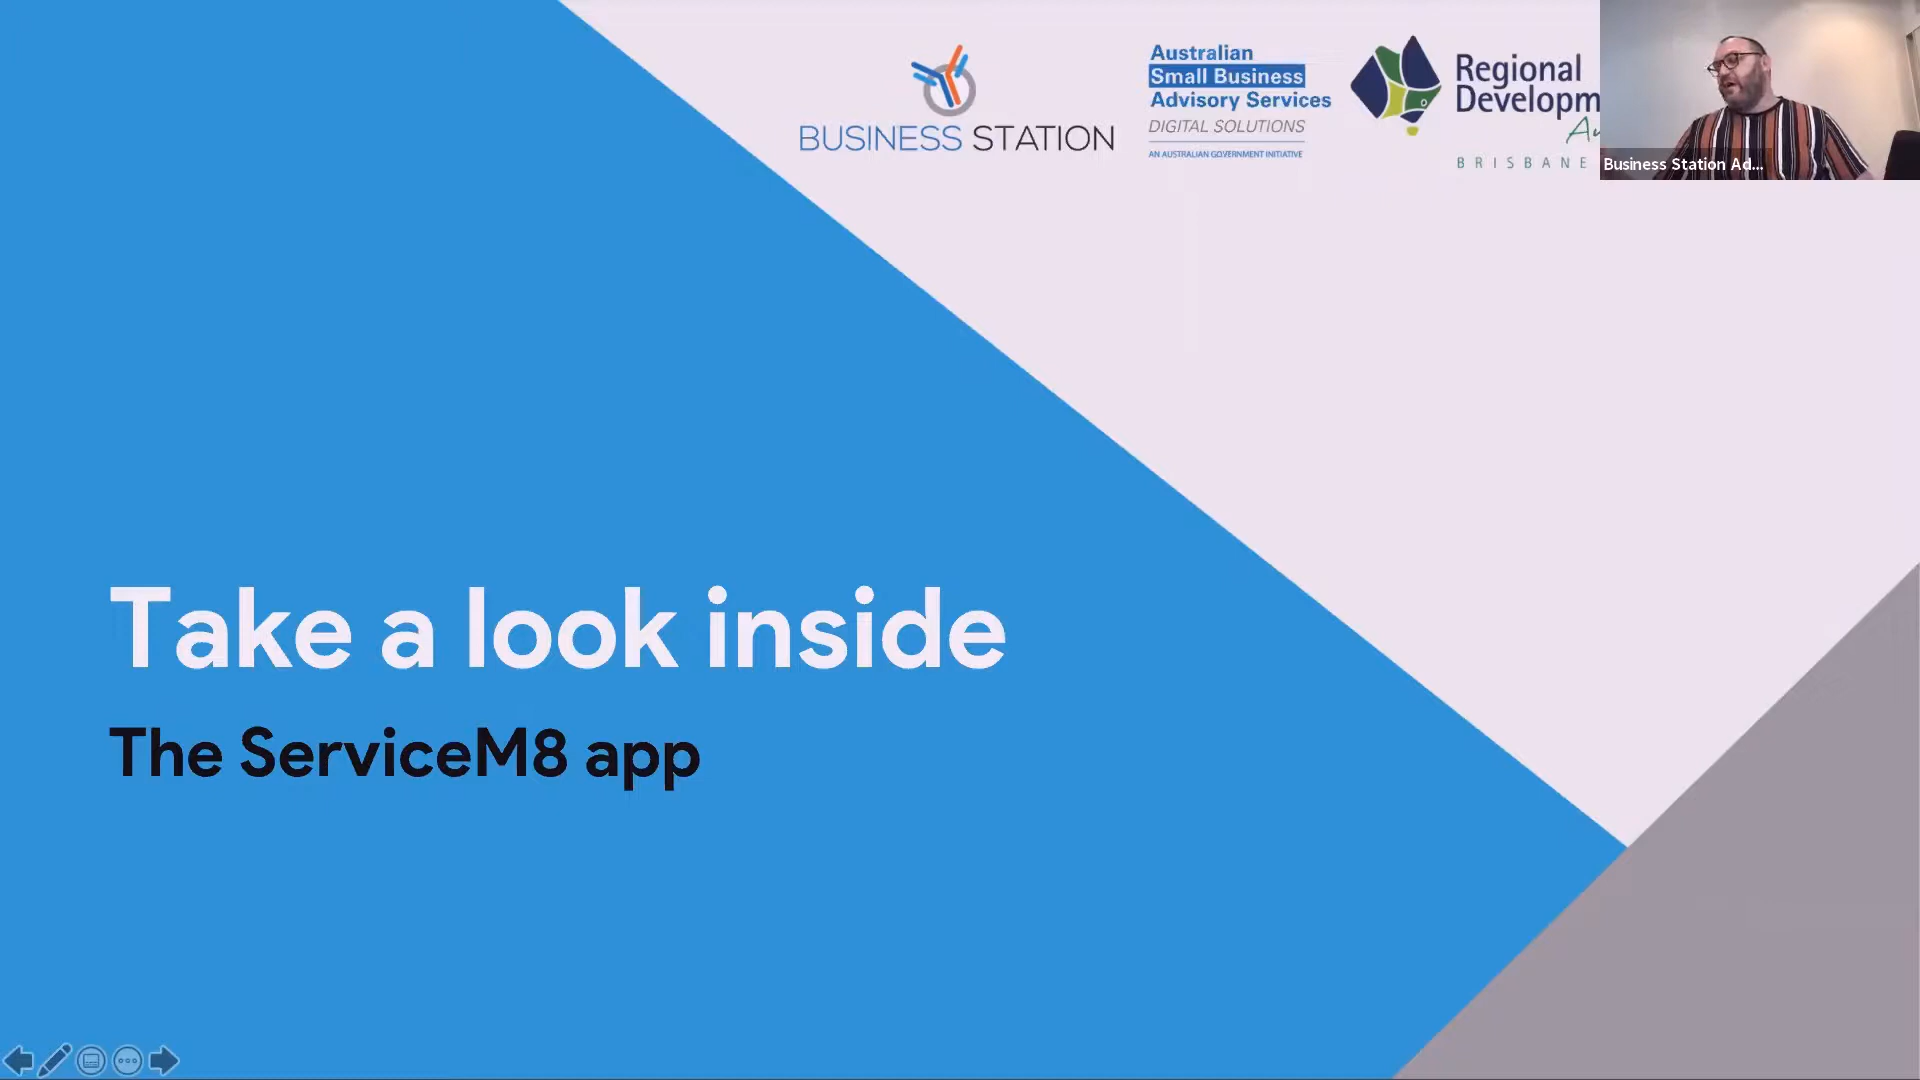 BUSINESS STATION
Australian
Small Business
Advisory Services
DIGITAL SOLUTIONS
AN AUSTRALIAN GOVERNMENT INITIATIVE
Regional
Developm
BRISBANE
Business Station Ad...
Take a look inside
The ServiceM8 app